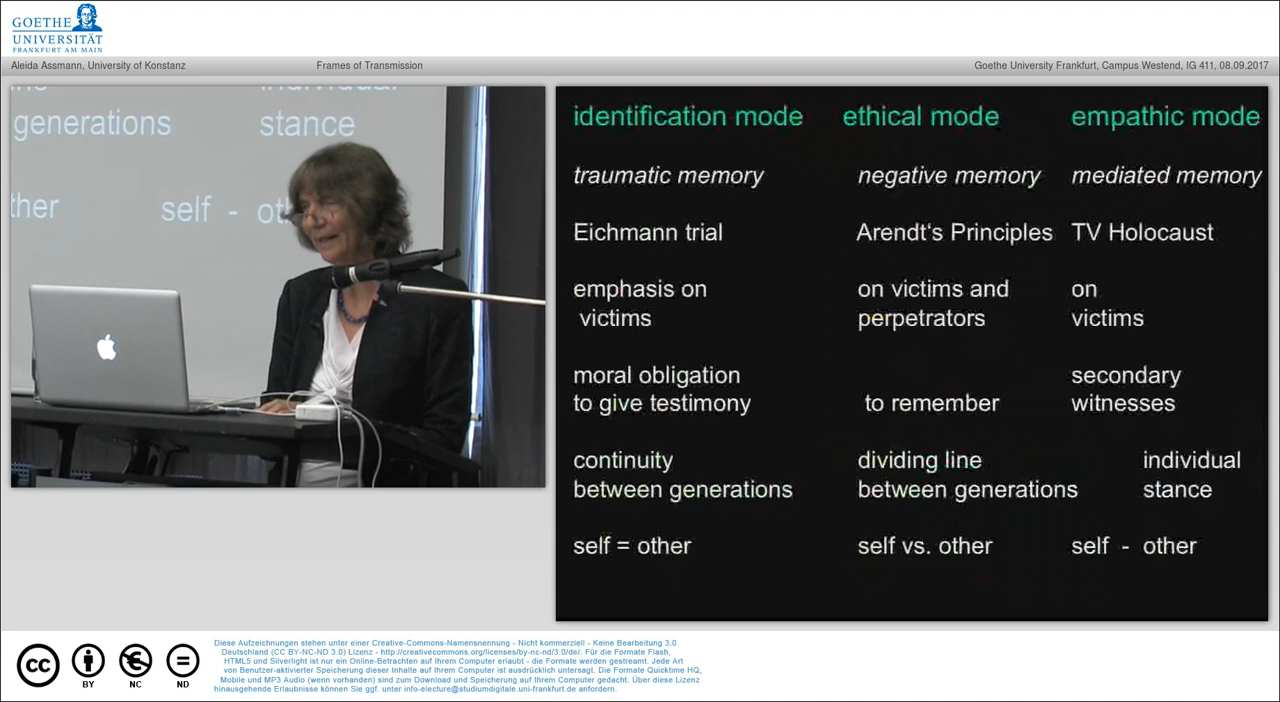 GOETHE
UNIVERSITÄT
FRANKFURT AM MAIN
Aleida Assmann, University of Konstanz
Frames of Transmission
Goethe University Frankfurt, Campus Westend, IG 411, 08.09.2017
generations stance
self - ot
identification mode ethical mode empathic mode
traumatic memory negative memory mediated memory
Eichmann trial Arendt‘s Principles TV Holocaust
emphasis on on victims and on
victims perpetrators victims
moral obligation secondary
to give testimony to remember witnesses
continuity dividing line individual
between generations between generations stance
self = other self vs. other self - other
cc
BY NC ND
Diese Aufzeichnungen stehen unter einer Creative-Commons-Namensnennung - Nicht kommerziell - Keine Bearbeitung 3.0
Deutschland (CC BY-NC-ND 3.0) Lizenz - http://creativecommons.org/licenses/by-nc-nd/3.0/de/. Für die Formate Flash,
HTML5 und Silverlight ist nur ein Online-Betrachten auf Ihrem Computer erlaubt - die Formate werden gestreamt. Jede Art
von Benutzer-aktivierter Speicherung dieser Inhalte auf Ihrem Computer ist ausdrücklich untersagt. Die Formate Quicktime HQ,
Mobile und MP3 Audio (wenn vorhanden) sind zum Download und Speicherung auf Ihrem Computer gedacht. Über diese Lizenz
hinausgehende Erlaubnisse können Sie ggf. unter info-electure@studiumdigitale.uni-frankfurt.de anfordern.